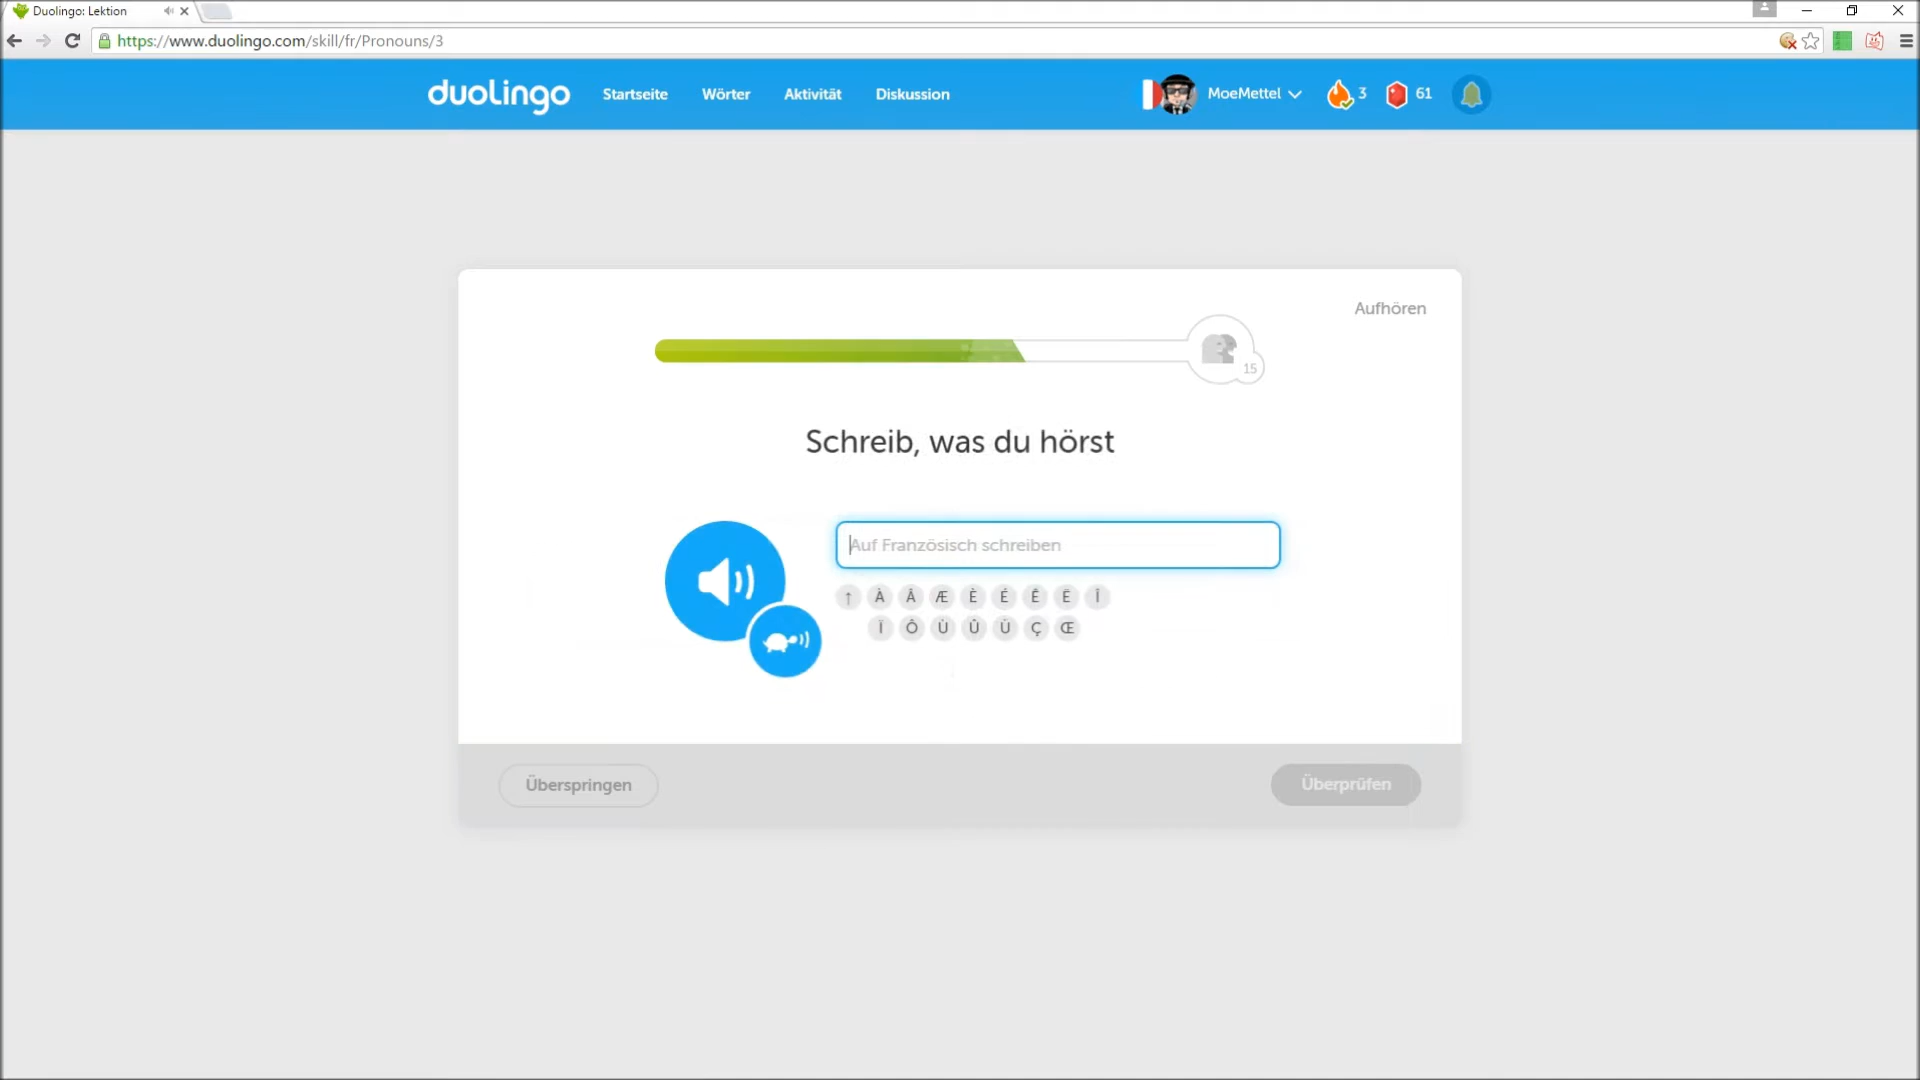 Duolingo: Lektion
https://www.duolingo.com/skill/fr/Pronouns/3
duolingo
Startseite
Wörter
Aktivität
Diskussion
MoeMettel
3
61
Aufhören
15
Schreib, was du hörst
Auf Französisch schreiben
↑ À Â Æ È É Ê Ë Î
Ï Ô Ù Û Ü Ç Œ
Überspringen
Überprüfen